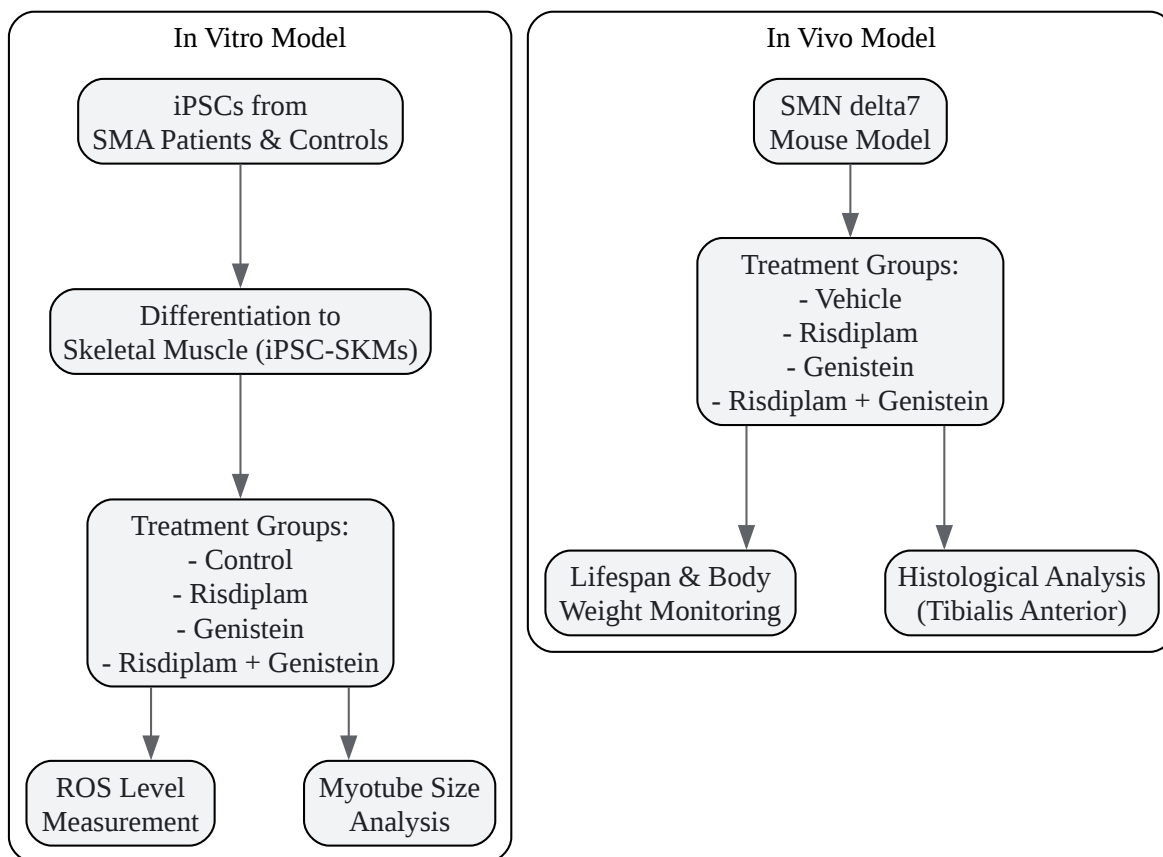 In Vitro Model
iPSCs from
SMA Patients & Controls
Differentiation to
Skeletal Muscle (iPSC-SKMs)
Treatment Groups:
- Control
- Risdiplam
- Genistein
- Risdiplam + Genistein
ROS Level
Measurement
Myotube Size
Analysis
In Vivo Model
SMN delta7
Mouse Model
Treatment Groups:
- Vehicle
- Risdiplam
- Genistein
- Risdiplam + Genistein
Lifespan & Body
Weight Monitoring
Histological Analysis
(Tibialis Anterior)